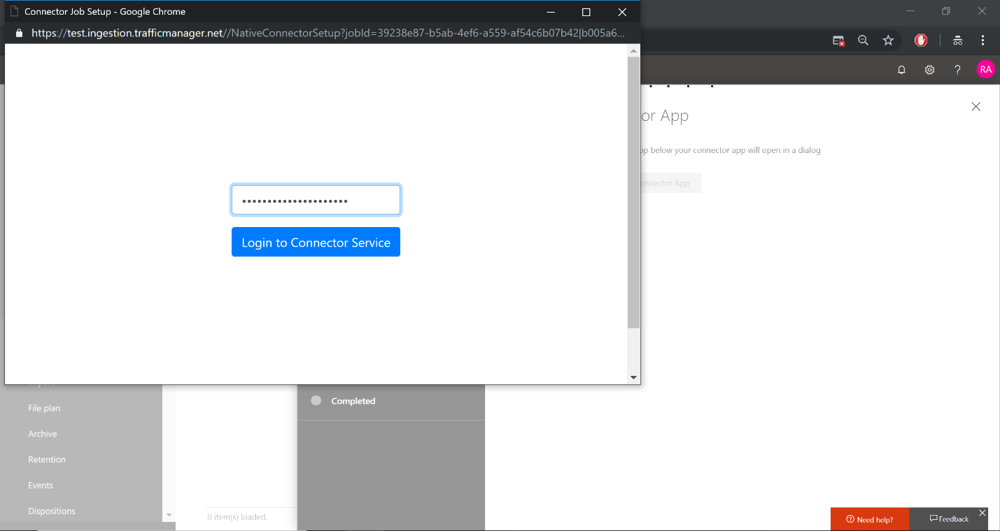 Connector Job Setup - Google Chrome
https://test.ingestion.trafficmanager.net//NativeConnectorSetup?jobId=39238e87-b5ab-4ef6-a559-af54c6b07b42|b005a6...
RA
or App
op below your connector app will open in a dialog
onnector App
•••••••••••••••••••••
Login to Connector Service
Completed
File plan
Archive
Retention
Events
Dispositions
0 item(s) loaded.
Need help?
Feedback